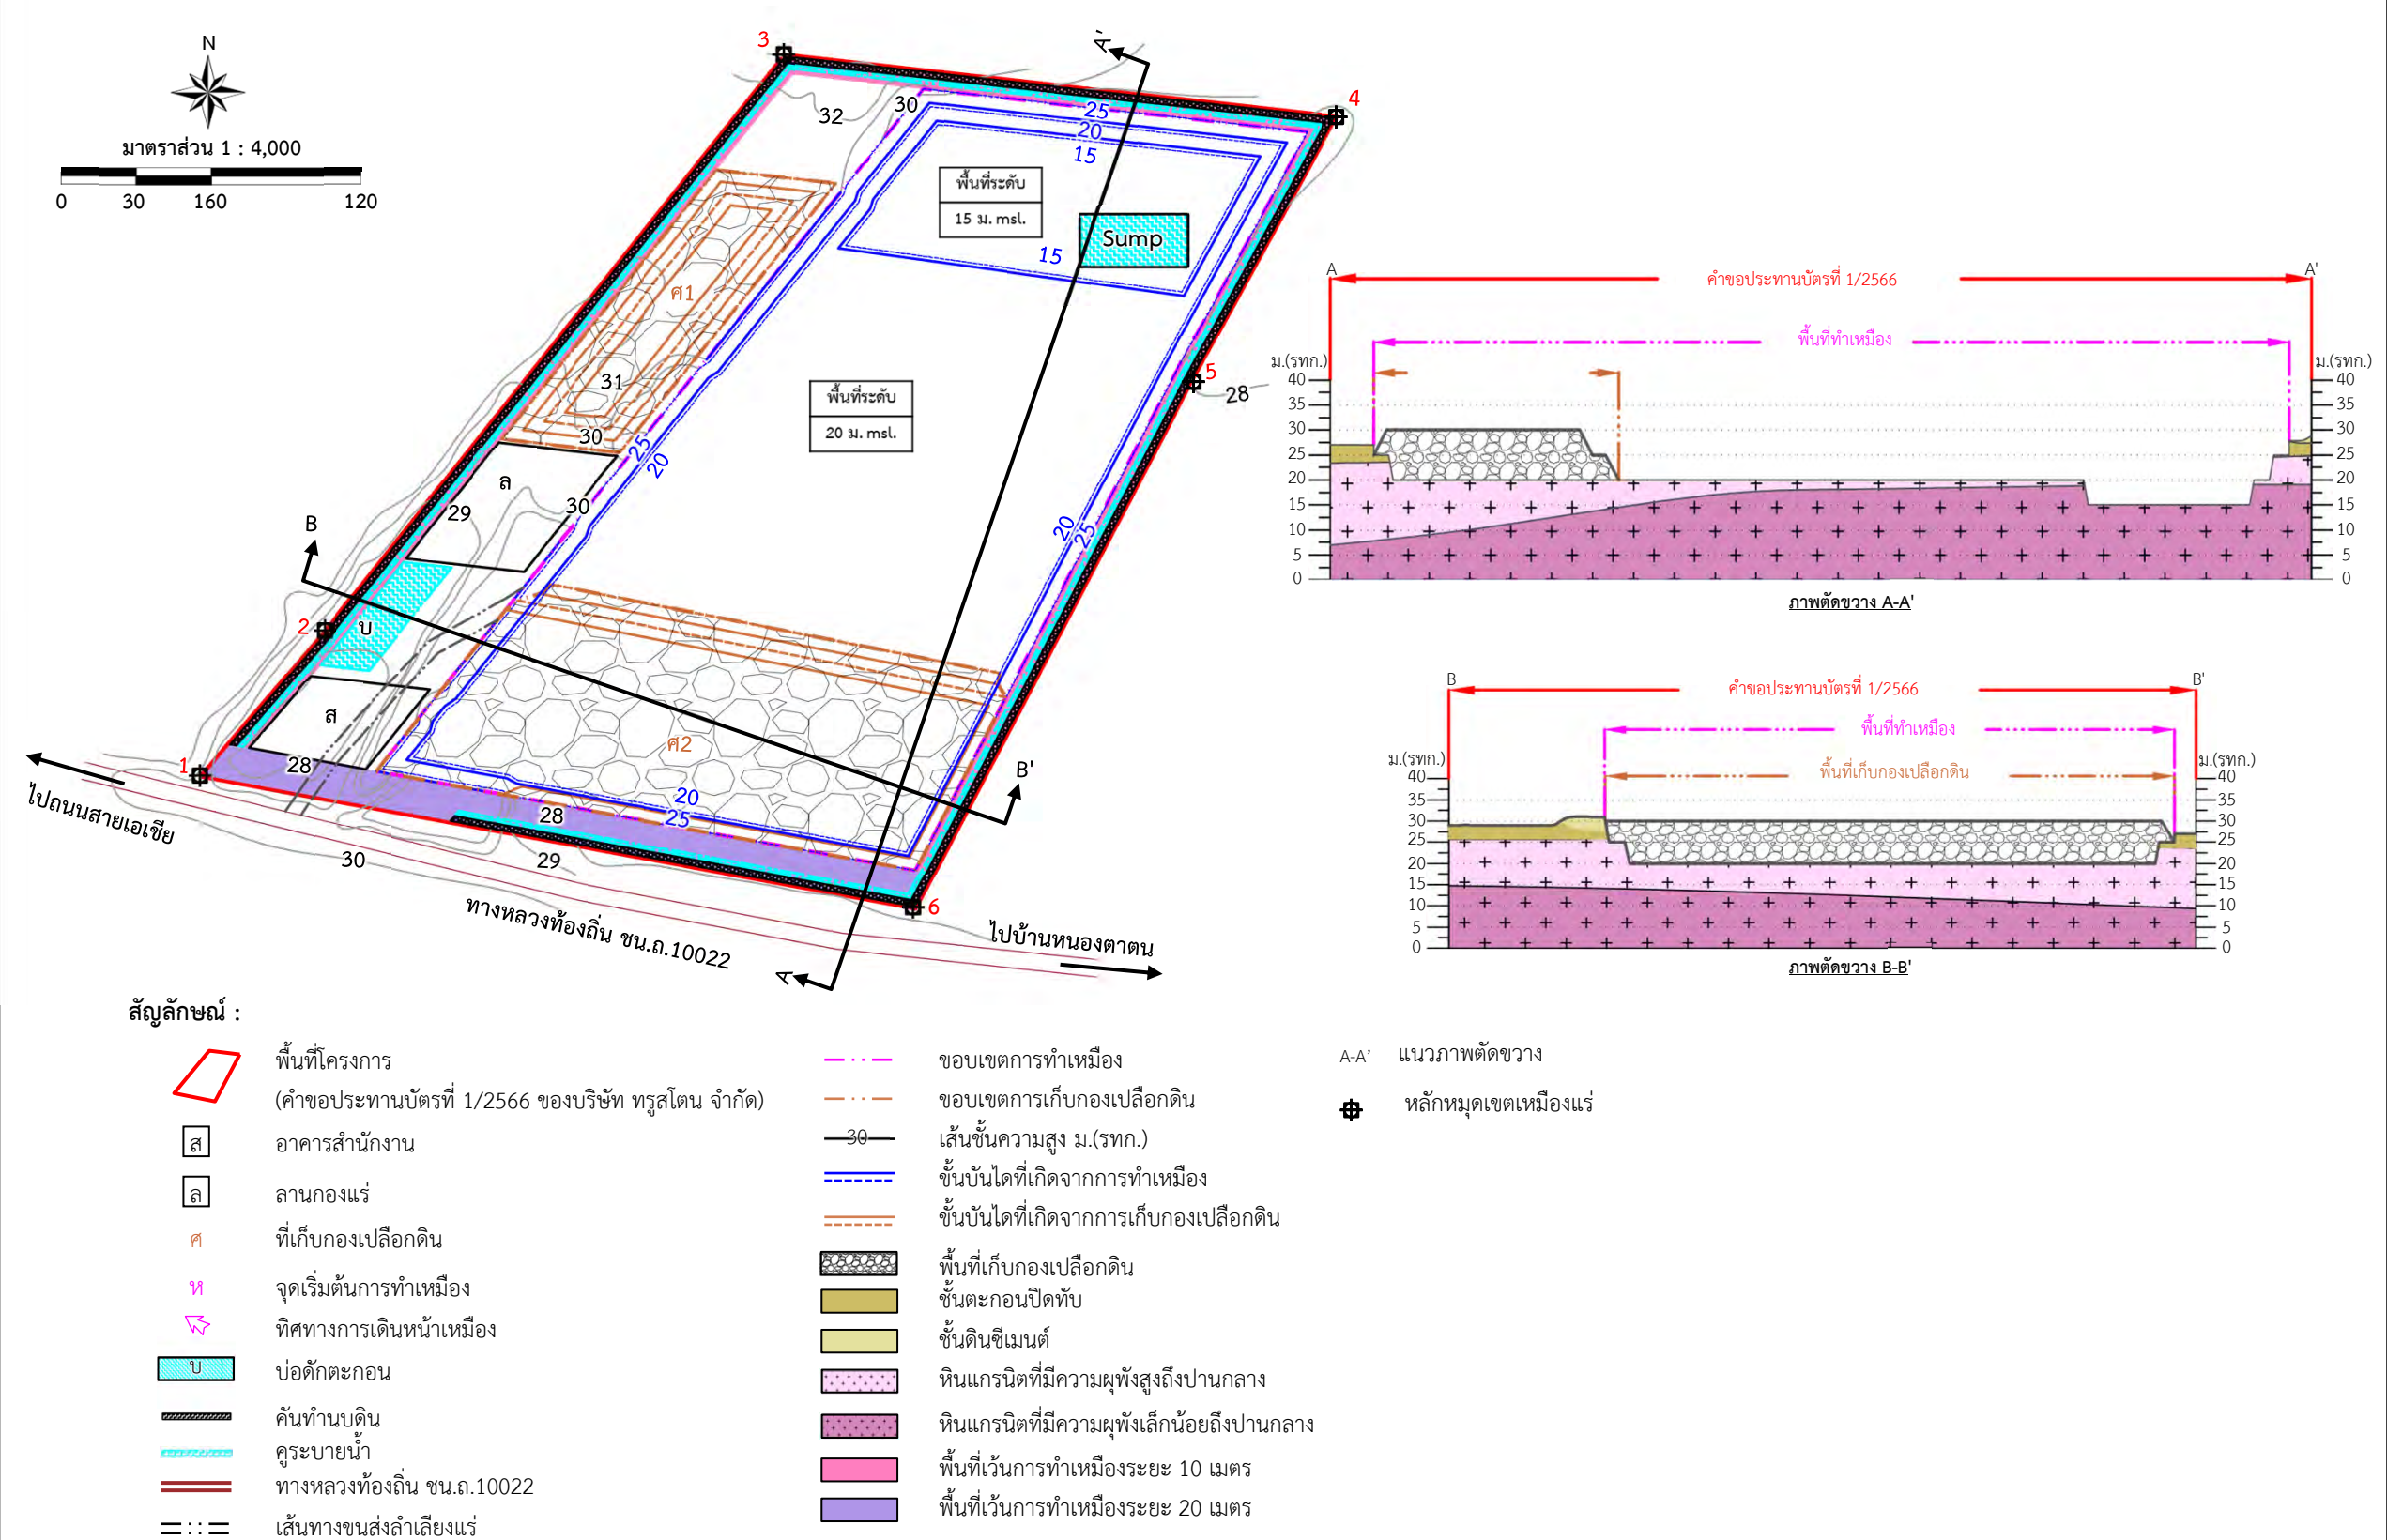 N
มาตราส่วน 1 : 4,000
0 30 160 120
3
4
5
2
1
6
A'
A
B
B'
32
30
25
20
15
พื้นที่ระดับ
15 ม. msl.
Sump
15
ศ1
31
30
25
20
28
พื้นที่ระดับ
20 ม. msl.
ล
29
30
20
25
บ
ส
28
ศ2
20
25
28
29
30
ไปถนนสายเอเชีย
ทางหลวงท้องถิ่น ชน.ถ.10022
ไปบ้านหนองตาตน
A A'
คำขอประทานบัตรที่ 1/2566
พื้นที่ทำเหมือง
ม.(รทก.) ม.(รทก.)
40 40
35 35
30 30
25 25
20 20
15 15
10 10
5 5
0 0
ภาพตัดขวาง A-A'
B B'
คำขอประทานบัตรที่ 1/2566
พื้นที่ทำเหมือง
พื้นที่เก็บกองเปลือกดิน
ม.(รทก.) ม.(รทก.)
40 40
35 35
30 30
25 25
20 20
15 15
10 10
5 5
0 0
ภาพตัดขวาง B-B'
สัญลักษณ์ :
พื้นที่โครงการ
(คำขอประทานบัตรที่ 1/2566 ของบริษัท ทรูสโตน จำกัด)
ส อาคารสำนักงาน
ล ลานกองแร่
ศ ที่เก็บกองเปลือกดิน
ห จุดเริ่มต้นการทำเหมือง
ทิศทางการเดินหน้าเหมือง
บ บ่อดักตะกอน
คันทำนบดิน
คูระบายน้ำ
ทางหลวงท้องถิ่น ชน.ถ.10022
เส้นทางขนส่งลำเลียงแร่
ขอบเขตการทำเหมือง
ขอบเขตการเก็บกองเปลือกดิน
30 เส้นชั้นความสูง ม.(รทก.)
ขั้นบันไดที่เกิดจากการทำเหมือง
ขั้นบันไดที่เกิดจากการเก็บกองเปลือกดิน
พื้นที่เก็บกองเปลือกดิน
ชั้นตะกอนปิดทับ
ชั้นดินซีเมนต์
หินแกรนิตที่มีความผุพังสูงถึงปานกลาง
หินแกรนิตที่มีความผุพังเล็กน้อยถึงปานกลาง
พื้นที่เว้นการทำเหมืองระยะ 10 เมตร
พื้นที่เว้นการทำเหมืองระยะ 20 เมตร
A-A' แนวภาพตัดขวาง
หลักหมุดเขตเหมืองแร่